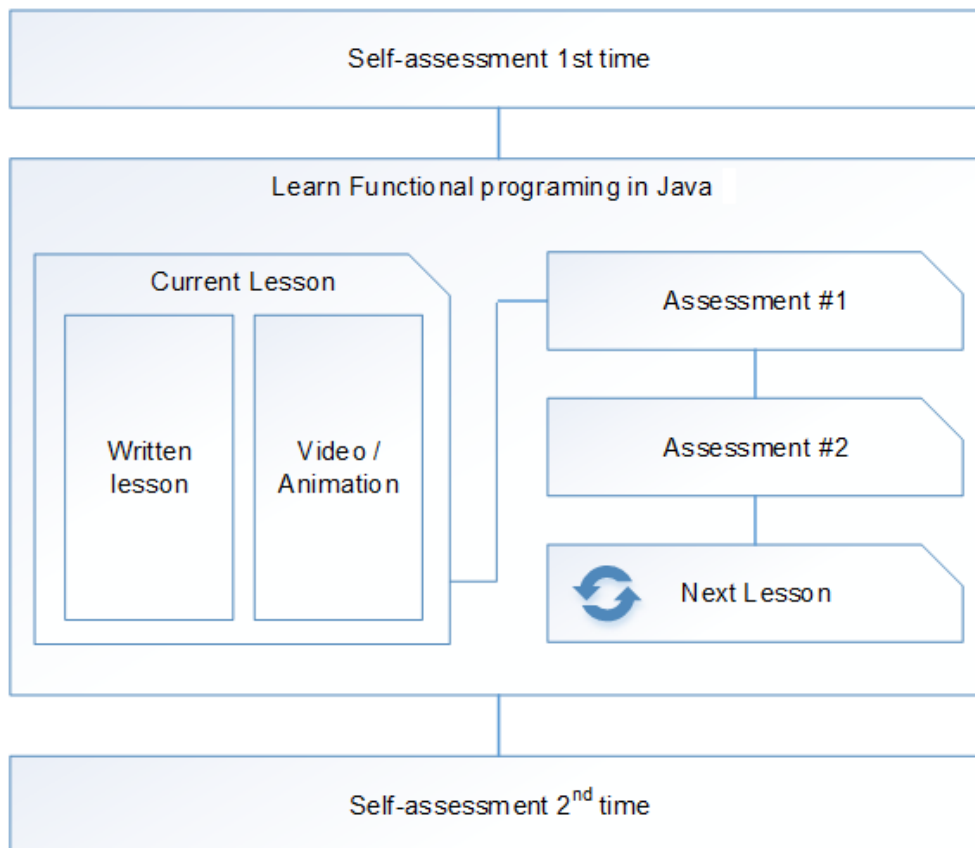 Self-assessment 1st time
Learn Functional programing in Java
Current Lesson
Written
lesson
Video /
Animation
Assessment #1
Assessment #2
Next Lesson
Self-assessment 2nd time